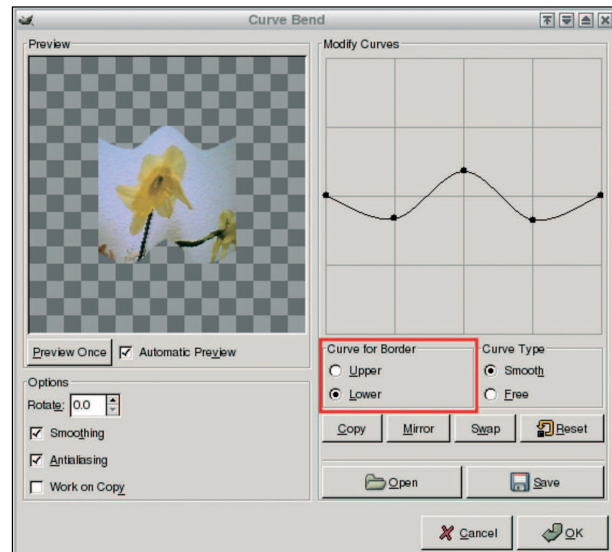 Curve Bend
Preview
Preview Once
Automatic Preview
Options
Rotate: 0.0
Smoothing
Antialiasing
Work on Copy
Modify Curves
Curve for Border
Upper
Lower
Curve Type
Smooth
Free
Copy Mirror Swap Reset
Open Save
Cancel OK